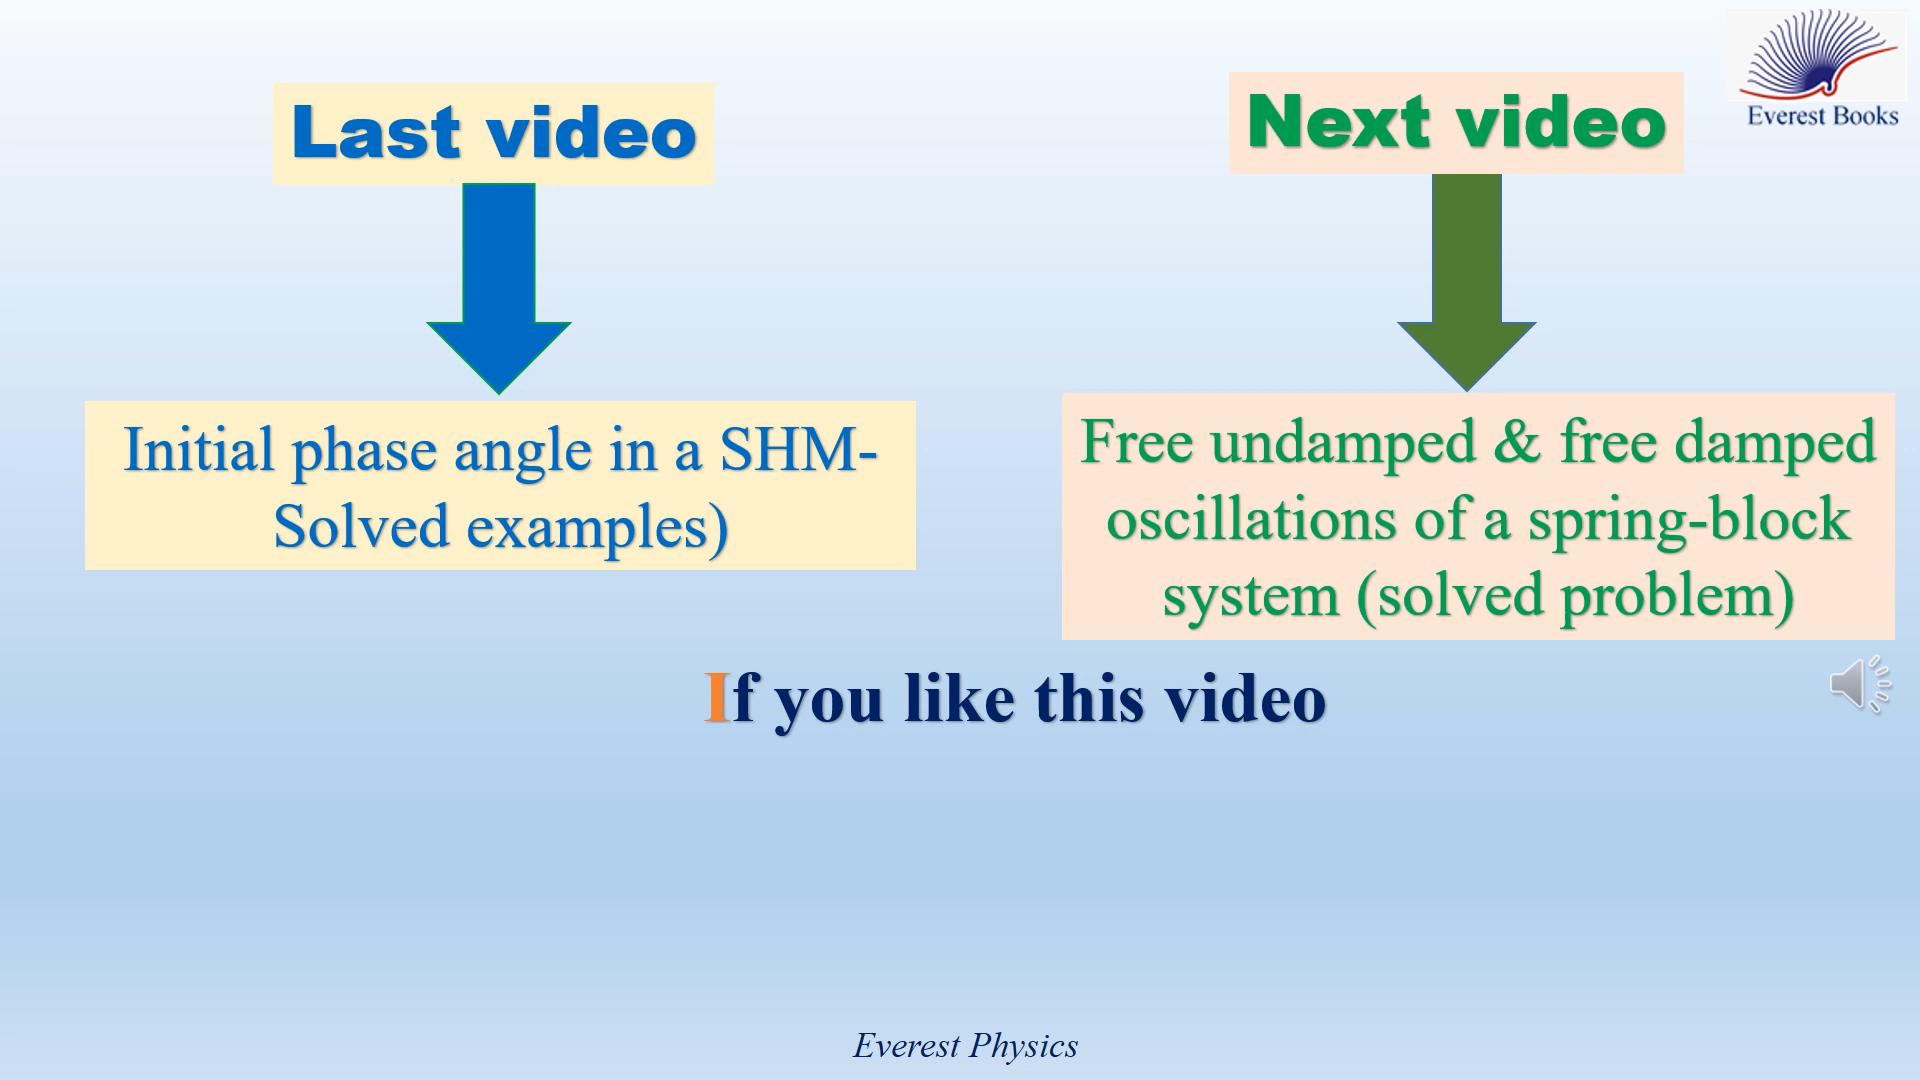 Last video
Next video
Everest Books
Initial phase angle in a SHM-
Solved examples)
Free undamped & free damped
oscillations of a spring-block
system (solved problem)
If you like this video
Everest Physics